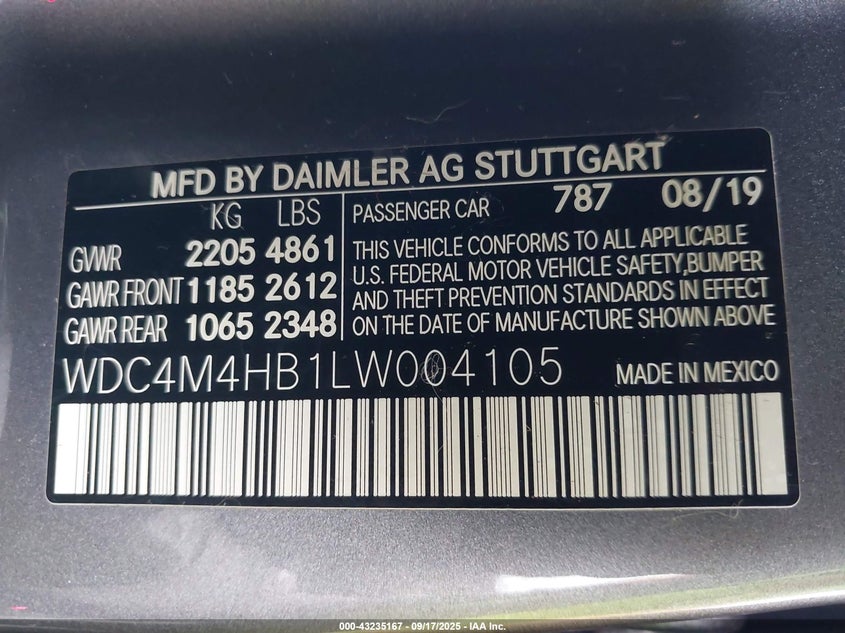 MFD BY DAIMLER AG STUTTGART
KG LBS
GVWR 2205 4861
GAWR FRONT 1185 2612
GAWR REAR 1065 2348
PASSENGER CAR 787 08/19
THIS VEHICLE CONFORMS TO ALL APPLICABLE
U.S. FEDERAL MOTOR VEHICLE SAFETY,BUMPER
AND THEFT PREVENTION STANDARDS IN EFFECT
ON THE DATE OF MANUFACTURE SHOWN ABOVE
WDC4M4HB1LW004105 MADE IN MEXICO
000-43235167 - 09/17/2025 - IAA Inc.